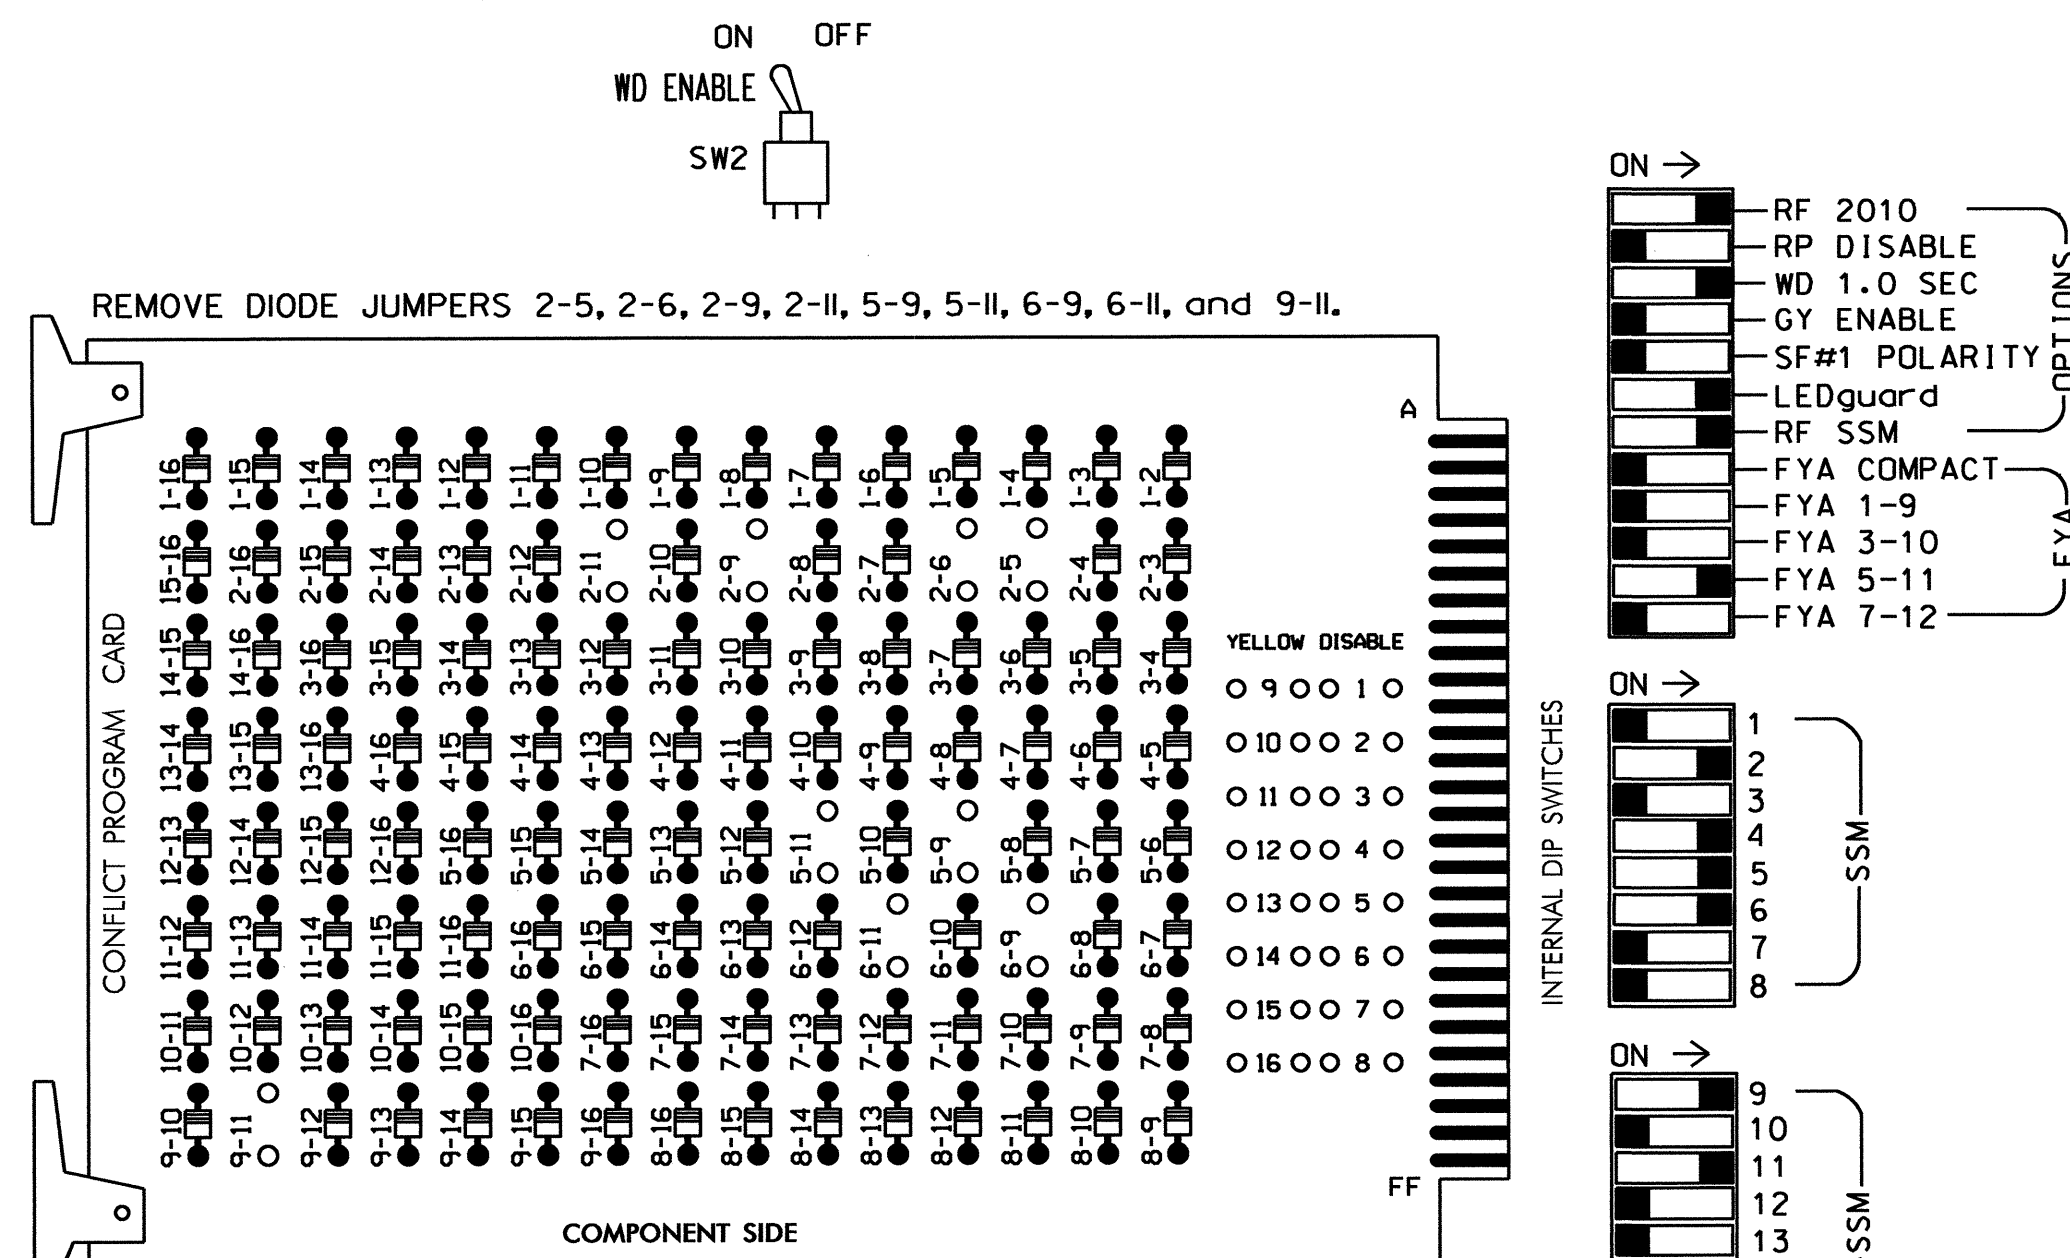 ON OFF
WD ENABLE
SW2
REMOVE DIODE JUMPERS 2-5, 2-6, 2-9, 2-11, 5-9, 5-11, 6-9, 6-11, and 9-11.
CONFLICT PROGRAM CARD
A
1-16 1-15 1-14 1-13 1-12 1-11 1-10 1-9 1-8 1-7 1-6 1-5 1-4 1-3 1-2
15-16 2-16 2-15 2-14 2-13 2-12 2-11 2-10 2-9 2-8 2-7 2-6 2-5 2-4 2-3
14-15 14-16 3-16 3-15 3-14 3-13 3-12 3-11 3-10 3-9 3-8 3-7 3-6 3-5 3-4
13-14 13-15 13-16 4-16 4-15 4-14 4-13 4-12 4-11 4-10 4-9 4-8 4-7 4-6 4-5
12-13 12-14 12-15 12-16 5-16 5-15 5-14 5-13 5-12 5-11 5-10 5-9 5-8 5-7 5-6
11-12 11-13 11-14 11-15 11-16 6-16 6-15 6-14 6-13 6-12 6-11 6-10 6-9 6-8 6-7
10-11 10-12 10-13 10-14 10-15 10-16 7-16 7-15 7-14 7-13 7-12 7-11 7-10 7-9 7-8
9-10 9-11 9-12 9-13 9-14 9-15 9-16 8-16 8-15 8-14 8-13 8-12 8-11 8-10 8-9
YELLOW DISABLE
9 1
10 2
11 3
12 4
13 5
14 6
15 7
16 8
FF
COMPONENT SIDE
INTERNAL DIP SWITCHES
ON →
RF 2010
RP DISABLE
WD 1.0 SEC
GY ENABLE
SF#1 POLARITY
LEDguard
RF SSM
OPTIONS
FYA COMPACT
FYA 1-9
FYA 3-10
FYA 5-11
FYA 7-12
FYA
ON →
1
2
3
4
5
6
7
8
SSM
ON →
9
10
11
12
13
SSM